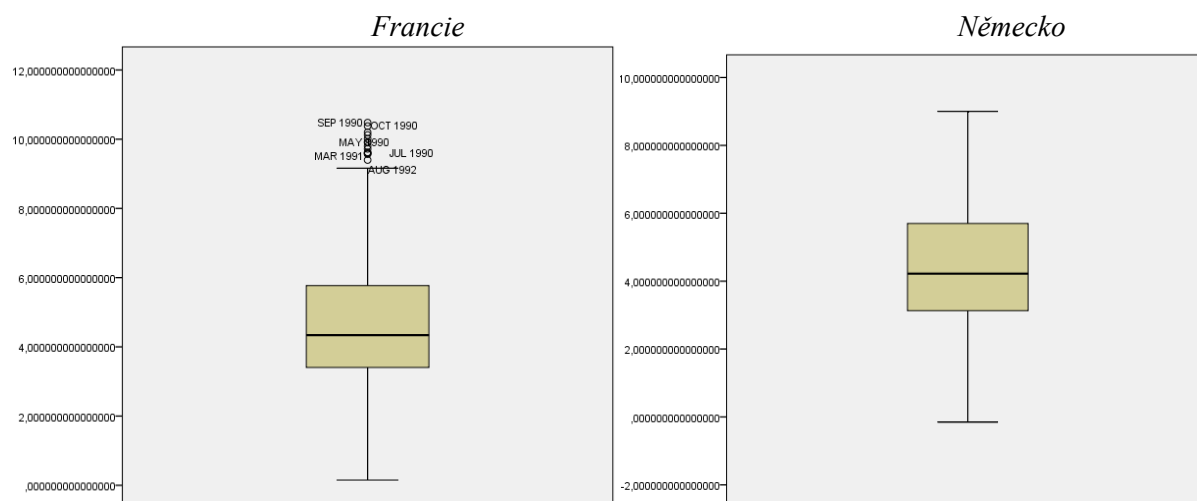 Francie
12,000000000000000
10,000000000000000
8,000000000000000
6,000000000000000
4,000000000000000
2,000000000000000
,000000000000000
SEP 1990
OCT 1990
MAY 1990
MAR 1991
JUL 1990
AUG 1992
Německo
10,000000000000000
8,000000000000000
6,000000000000000
4,000000000000000
2,000000000000000
,000000000000000
-2,000000000000000